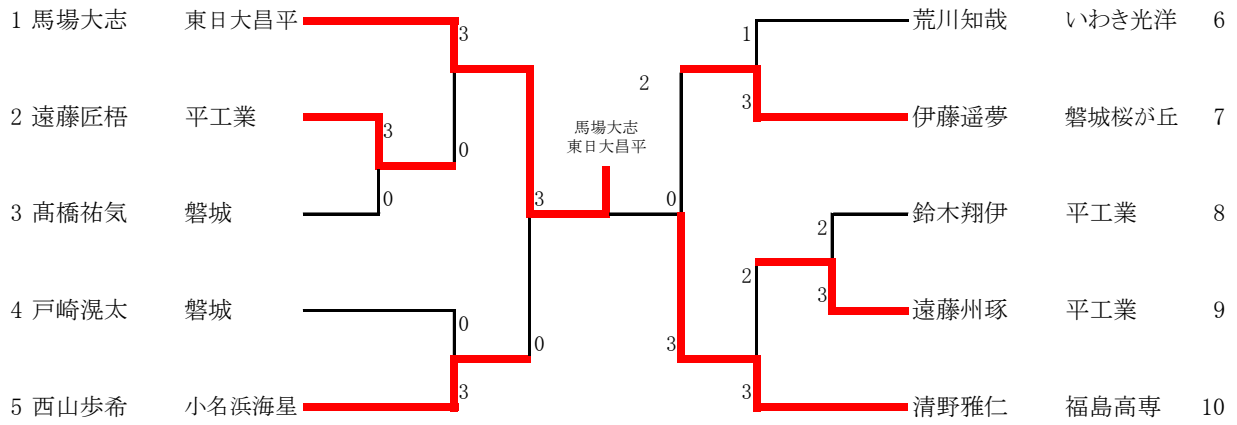 1 馬場大志 東日大昌平
3
2 遠藤匠梧 平工業
3
0
0
3 髙橋祐気 磐城
3
4 戸崎滉太 磐城
0
0
5 西山歩希 小名浜海星
3
馬場大志
東日大昌平
荒川知哉 いわき光洋 6
1
2
3
伊藤遥夢 磐城桜が丘 7
0
鈴木翔伊 平工業 8
2
2
3
遠藤州琢 平工業 9
3
3
清野雅仁 福島高専 10